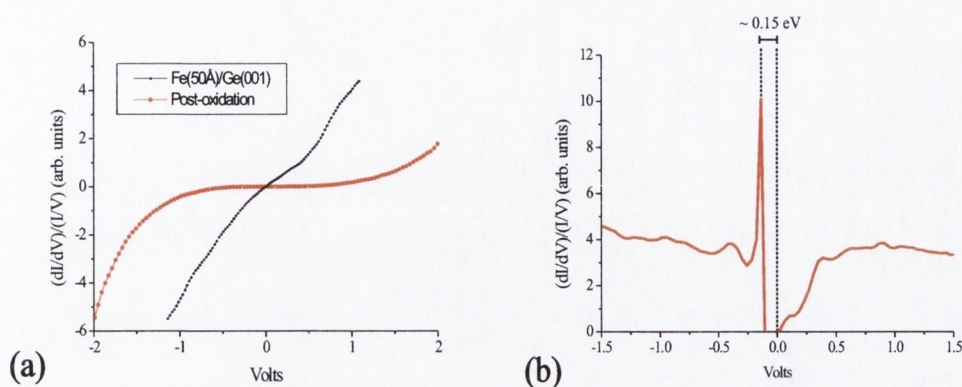 ~ 0.15 eV
6
4
2
0
-2
-4
-6
(dI/dV)/(I/V) (arb. units)
Fe(50Å)/Ge(001)
Post-oxidation
-2
-1
0
1
2
Volts
(a)
12
10
8
6
4
2
0
(dI/dV)/(I/V) (arb. units)
-1.5
-1.0
-0.5
0.0
0.5
1.0
1.5
Volts
(b)